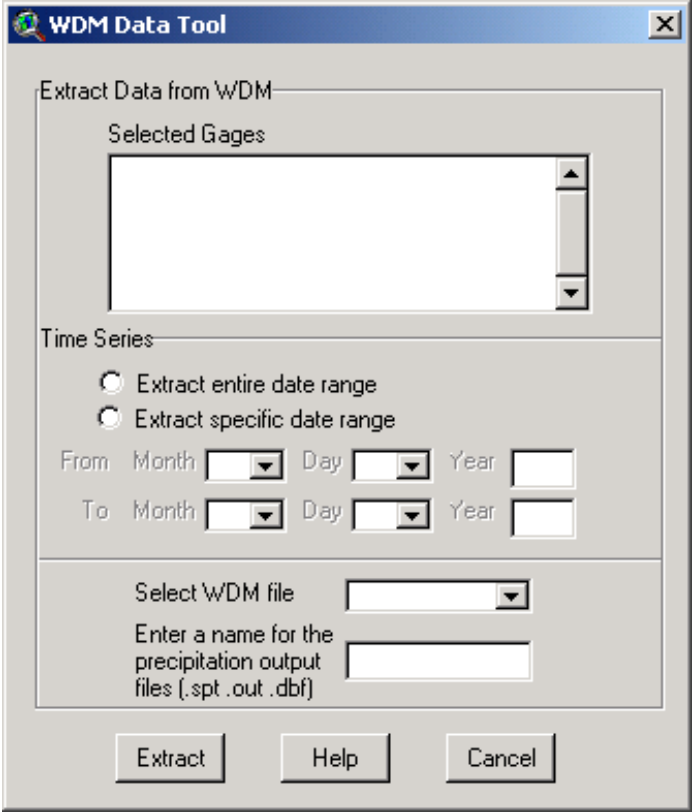 WDM Data Tool
Extract Data from WDM
Selected Gages
Time Series
Extract entire date range
Extract specific date range
From Month Day Year
To Month Day Year
Select WDM file
Enter a name for the
precipitation output
files (.spt .out .dbf)
Extract Help Cancel